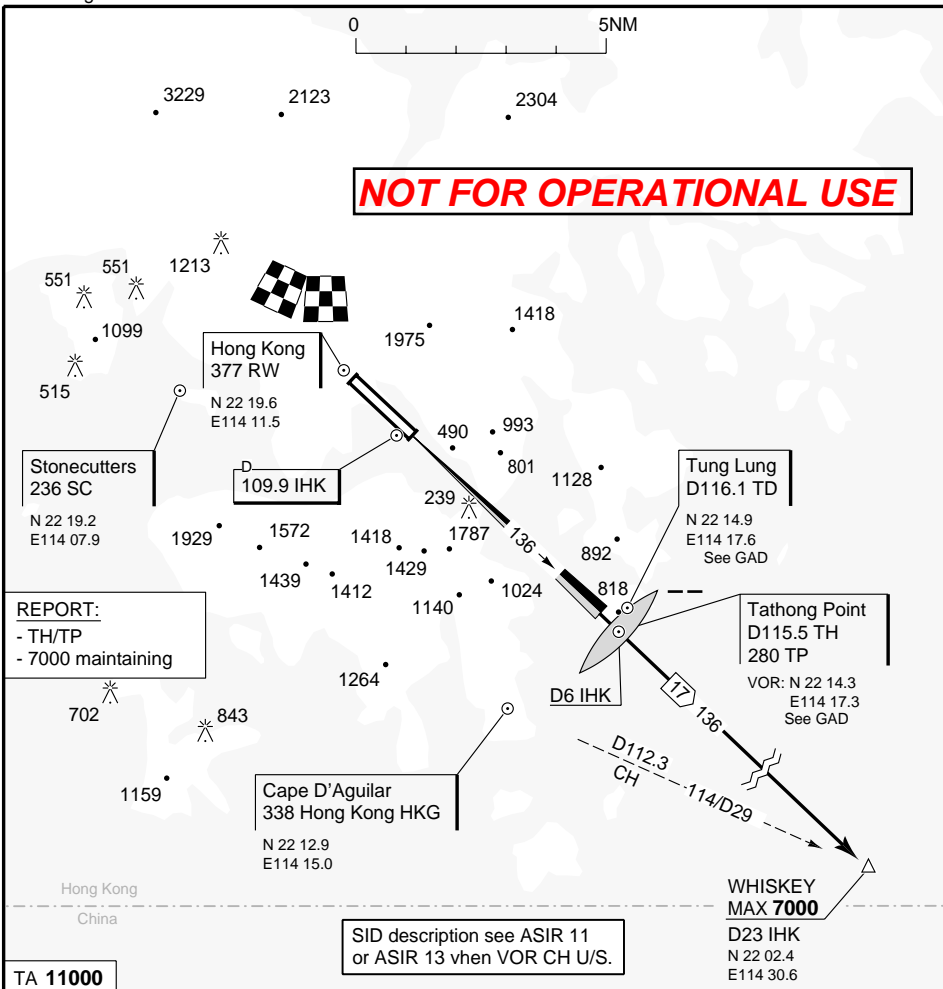 0
5NM
3229
2123
2304
NOT FOR OPERATIONAL USE
551
551
1213
1099
515
1975
1418
Hong Kong
377 RW
N 22 19.6
E114 11.5
Stonecutters
236 SC
N 22 19.2
E114 07.9
D
109.9 IHK
490
993
801
239
1128
Tung Lung
D116.1 TD
N 22 14.9
E114 17.6
See GAD
1929
1572
1418
1787
1429
1439
1412
136
892
1140
1024
818
REPORT:
- TH/TP
- 7000 maintaining
Tathong Point
D115.5 TH
280 TP
VOR: N 22 14.3
E114 17.3
See GAD
1264
D6 IHK
17
136
702
843
1159
D112.3
CH
114/D29
Cape D'Aguilar
338 Hong Kong HKG
N 22 12.9
E114 15.0
Hong Kong
China
WHISKEY
MAX 7000
D23 IHK
N 22 02.4
E114 30.6
SID description see ASIR 11
or ASIR 13 vhen VOR CH U/S.
TA 11000